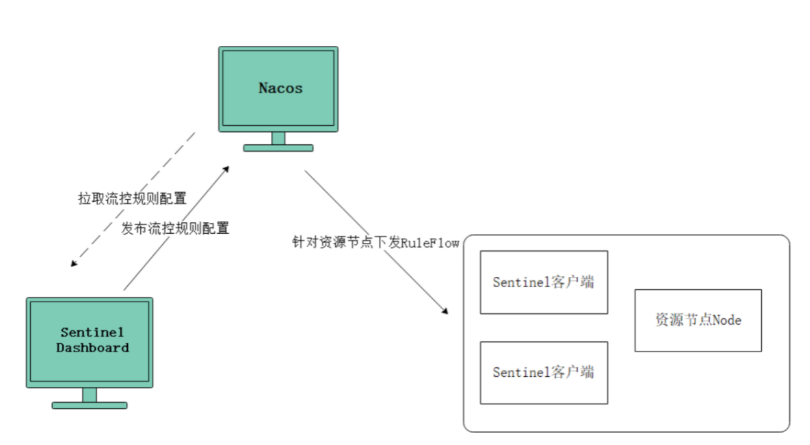 Nacos
拉取流控规则配置
发布流控规则配置
针对资源节点下发RuleFlow
Sentinel客户端
资源节点Node
Sentinel
Dashboard
Sentinel客户端